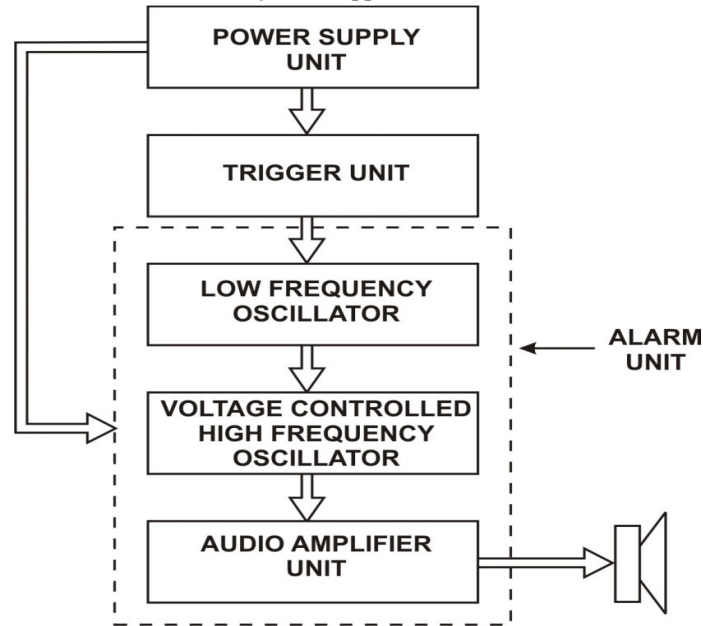 POWER SUPPLY
UNIT
TRIGGER UNIT
LOW FREQUENCY
OSCILLATOR
ALARM
UNIT
VOLTAGE CONTROLLED
HIGH FREQUENCY
OSCILLATOR
AUDIO AMPLIFIER
UNIT